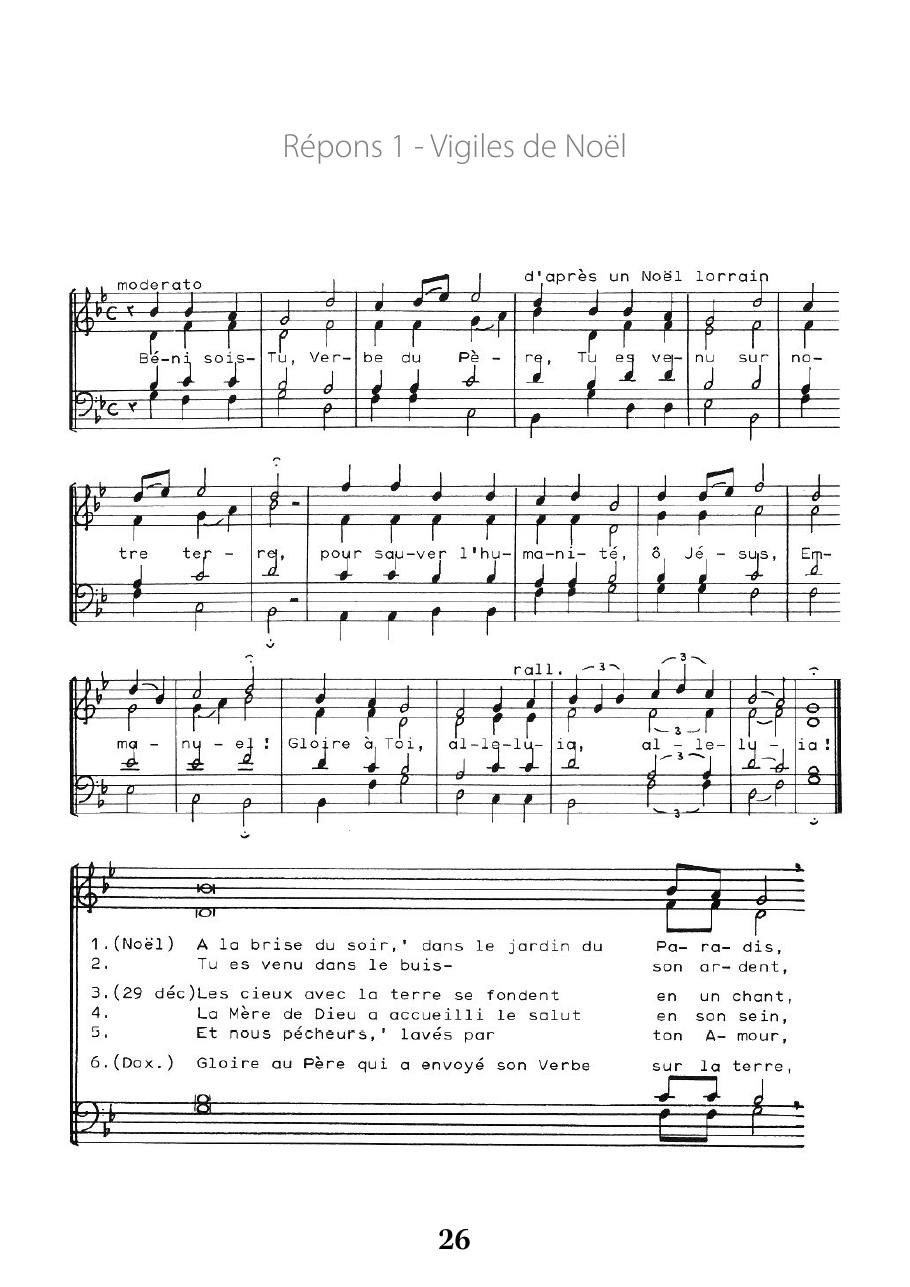 Répons 1 - Vigiles de Noël
moderato
d'après un Noël lorrain
Bé-ni sois- Tu, Ver- be du Pè- re, Tu es ve- nu sur no-
tre ter- re, pour sau-ver l'hu- ma-ni- té, ô Jé- sus, Em-
rall.
3 3
ma- nu- el! Gloire à Toi, al-le-lu- ia, al- le- lu- ia!
3 3
3
1.(Noël) A la brise du soir,' dans le jardin du Pa- ra- dis,
2. Tu es venu dans le buis- son ar- dent,
3.(29 déc)Les cieux avec la terre se fondent en un chant,
4. La Mère de Dieu a accueilli le salut en son sein,
5. Et nous pécheurs,' lavés par ton A- mour,
6.(Dox.) Gloire au Père qui a envoyé son Verbe sur la terre,
26